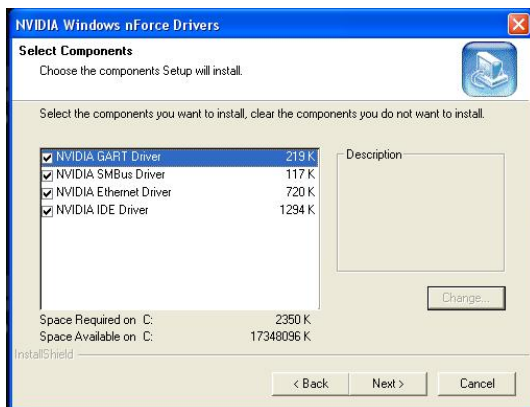 NVIDIA Windows nForce Drivers
Select Components
Choose the components Setup will install.
Select the components you want to install, clear the components you do not want to install.
NVIDIA GART Driver 219 K
NVIDIA SMBus Driver 117 K
NVIDIA Ethernet Driver 720 K
NVIDIA IDE Driver 1294 K
Description
Change...
Space Required on C: 2350 K
Space Available on C: 17348096 K
InstallShield
< Back Next > Cancel